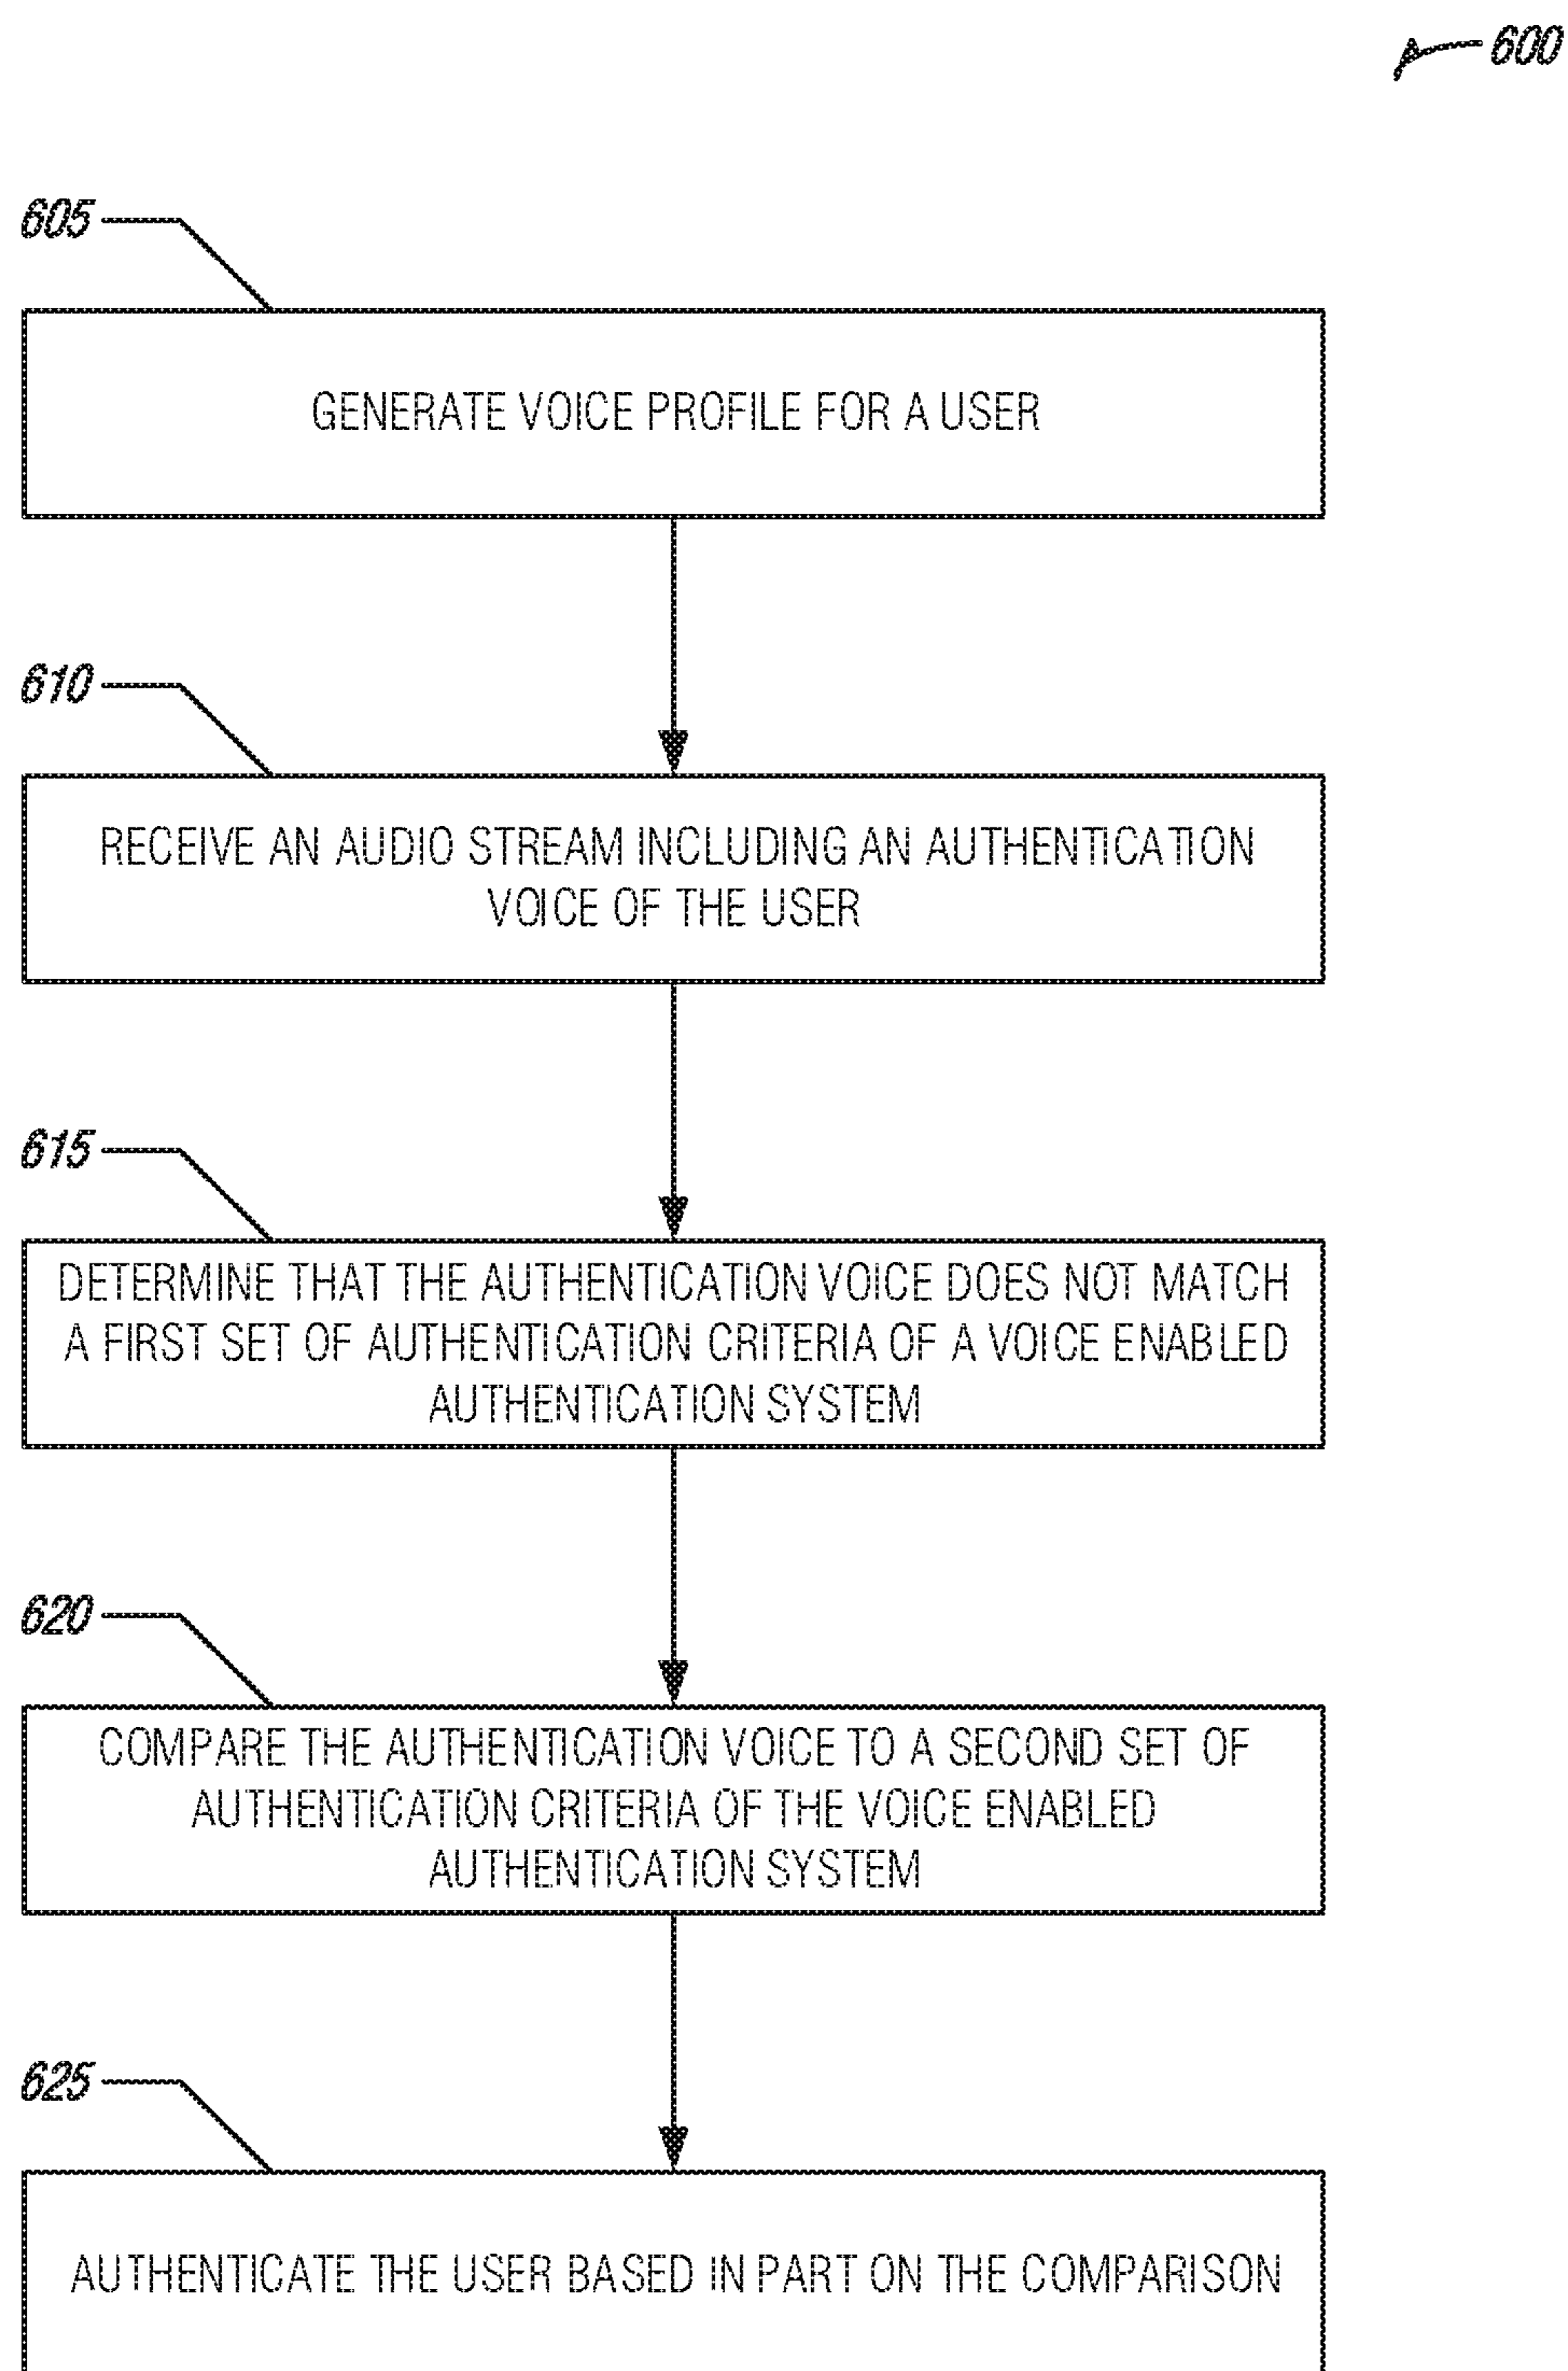 600
605
GENERATE VOICE PROFILE FOR A USER
610
RECEIVE AN AUDIO STREAM INCLUDING AN AUTHENTICATION
VOICE OF THE USER
615
DETERMINE THAT THE AUTHENTICATION VOICE DOES NOT MATCH
A FIRST SET OF AUTHENTICATION CRITERIA OF A VOICE ENABLED
AUTHENTICATION SYSTEM
620
COMPARE THE AUTHENTICATION VOICE TO A SECOND SET OF
AUTHENTICATION CRITERIA OF THE VOICE ENABLED
AUTHENTICATION SYSTEM
625
AUTHENTICATE THE USER BASED IN PART ON THE COMPARISON